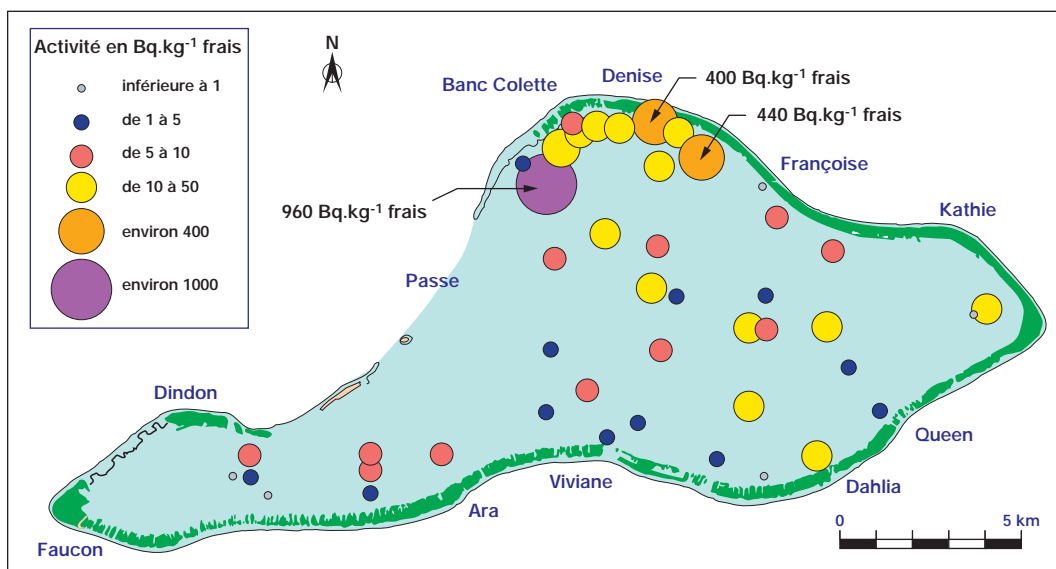 Activité en Bq.kg⁻¹ frais
inférieure à 1
de 1 à 5
de 5 à 10
de 10 à 50
environ 400
environ 1000
N
Banc Colette
Denise
400 Bq.kg⁻¹ frais
440 Bq.kg⁻¹ frais
Françoise
960 Bq.kg⁻¹ frais
Kathie
Passe
Dindon
Queen
Viviane
Dahlia
Ara
Faucon
0 5 km